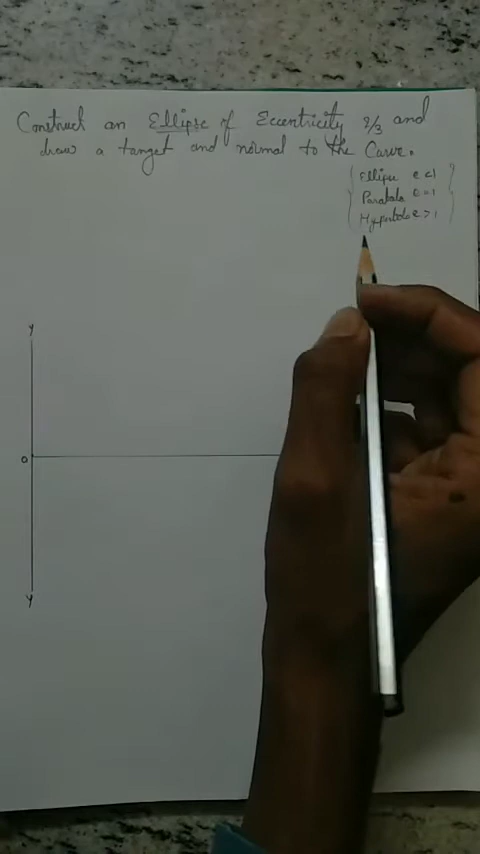 Construct an Ellipse of Eccentricity 2/3 and
draw a tanget and normal to the Curve.
Ellipse e<1
Parabola e=1
Hyperbola e>1
y
o
y